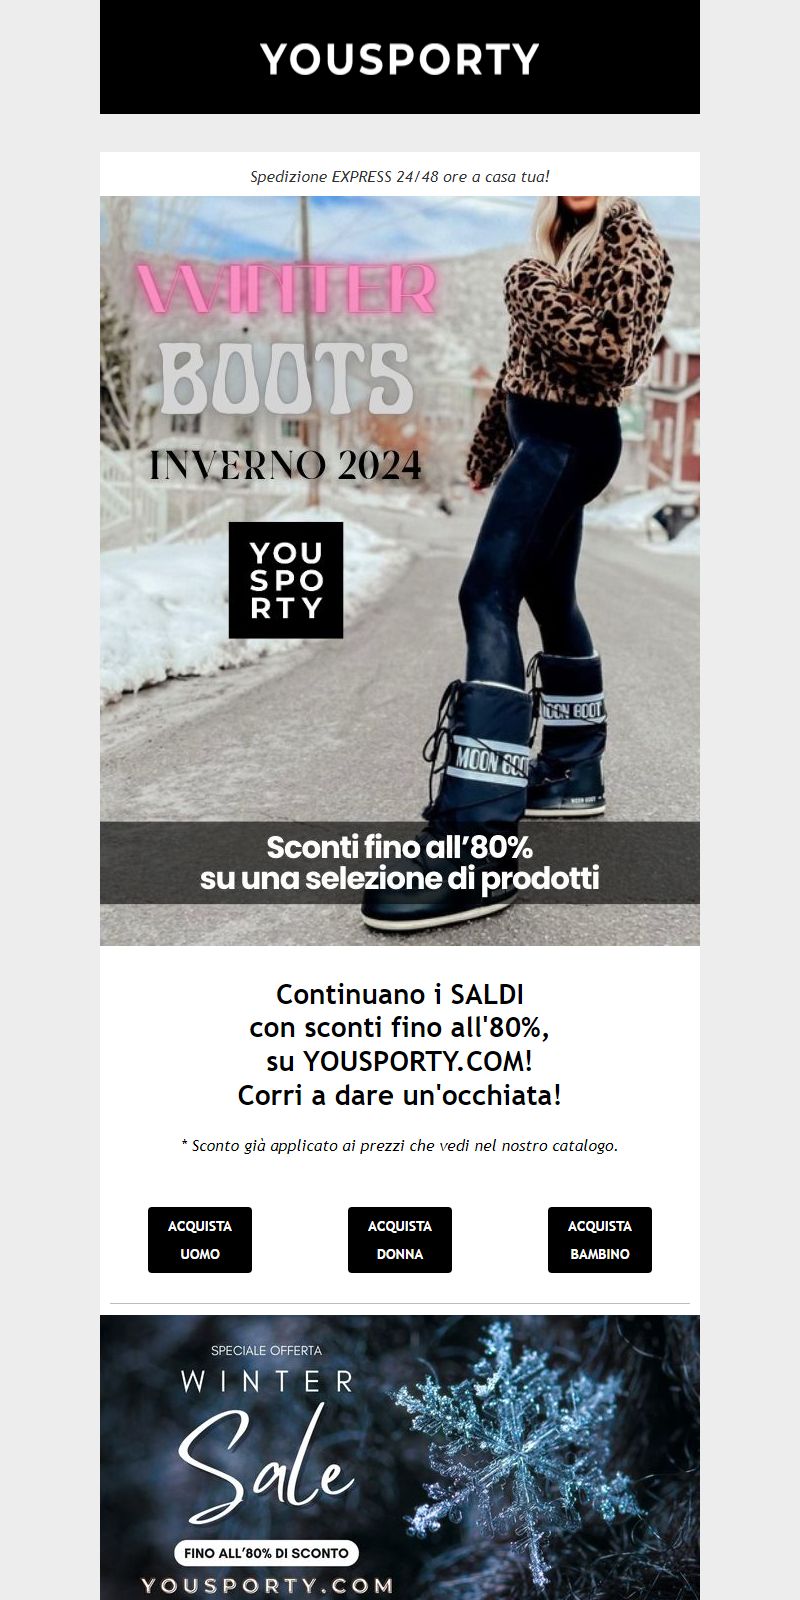 YOUSPORTY
Spedizione EXPRESS 24/48 ore a casa tua!
WINTER
BOOTS
INVERNO 2024
YOU
SPO
RTY
MOON BOOT
MOON BOOT
Sconti fino all'80%
su una selezione di prodotti
Continuano i SALDI
con sconti fino all'80%,
su YOUSPORTY.COM!
Corri a dare un'occhiata!
* Sconto già applicato ai prezzi che vedi nel nostro catalogo.
ACQUISTA
UOMO
ACQUISTA
DONNA
ACQUISTA
BAMBINO
SPECIALE OFFERTA
WINTER
Sale
FINO ALL'80% DI SCONTO
YOUSPORTY.COM